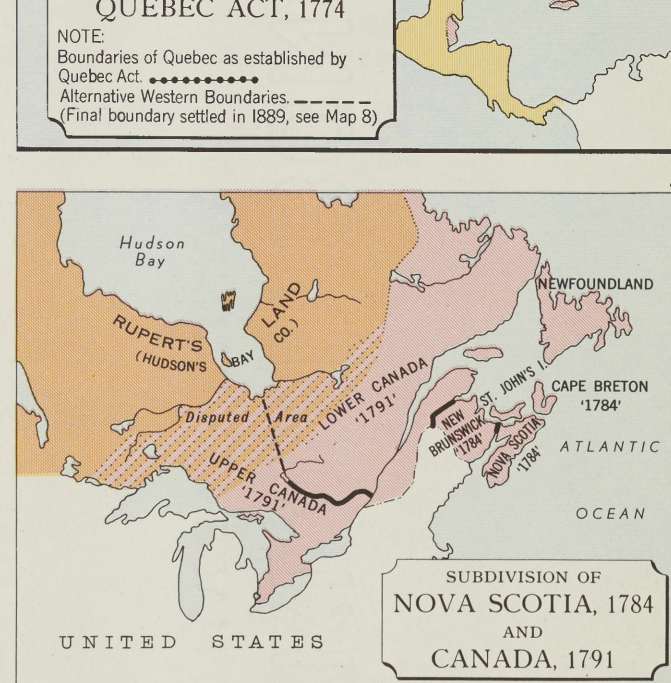 QUEBEC ACT, 1774
NOTE:
Boundaries of Quebec as established by
Quebec Act.
Alternative Western Boundaries.
(Final boundary settled in 1889, see Map 8)
Hudson
Bay
NEWFOUNDLAND
RUPERT'S
LAND
(HUDSON'S
BAY
CO.)
ST. JOHN'S I.
CAPE BRETON
'1784'
LOWER CANADA
'1791'
Disputed Area
NEW
BRUNSWICK
'1784'
NOVA SCOTIA
'1784'
ATLANTIC
OCEAN
UPPER CANADA
'1791'
UNITED STATES
SUBDIVISION OF
NOVA SCOTIA, 1784
AND
CANADA, 1791